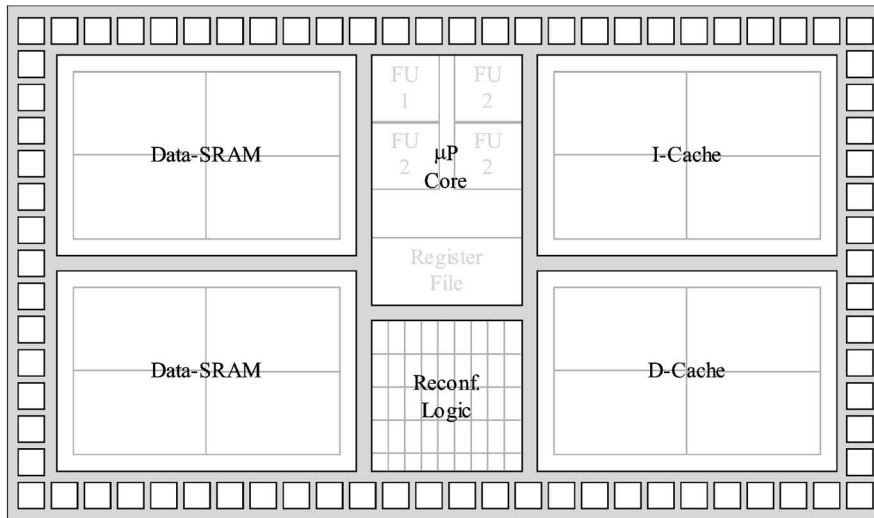 FU
1
FU
2
Data-SRAM
FU
2
FU
2
μP
Core
I-Cache
Register
File
Data-SRAM
Reconf.
Logic
D-Cache